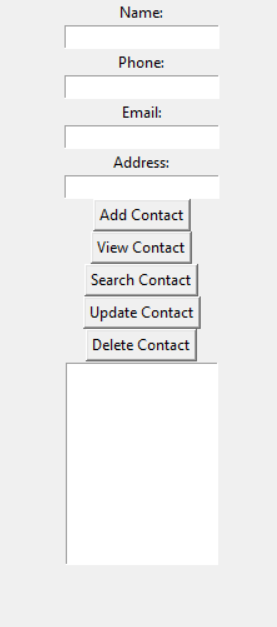 Name:
Phone:
Email:
Address:
Add Contact
View Contact
Search Contact
Update Contact
Delete Contact